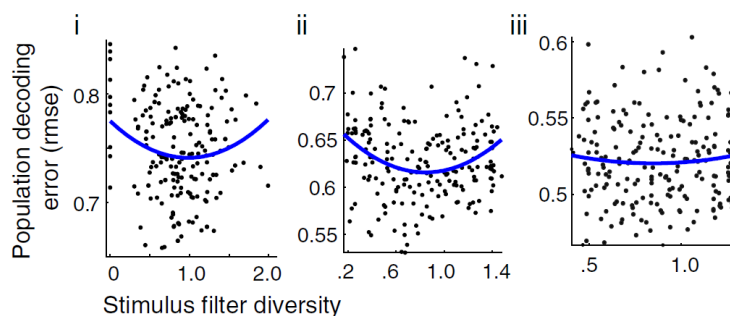 i ii iii
Population decoding
error (rmse)
0.8
0.7
0.7
0.65
0.6
0.55
0.6
0.55
0.5
0 1.0 2.0
.2 .6 1.0 1.4
.5 1.0
Stimulus filter diversity